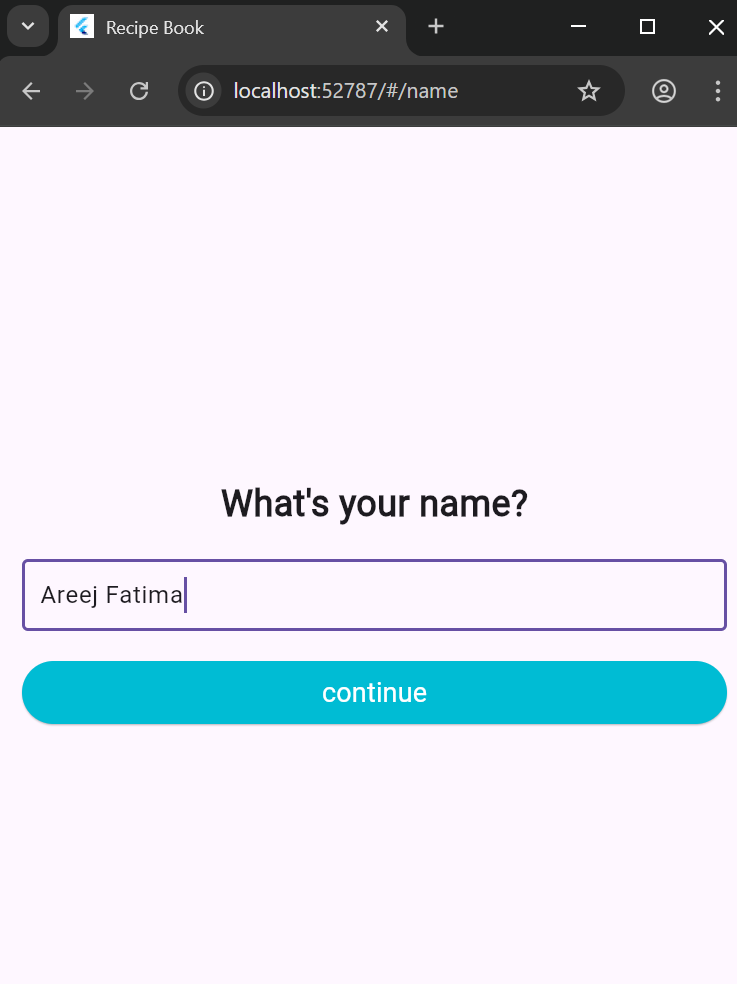 Recipe Book
localhost:52787/#/name
What's your name?
Areej Fatima
continue